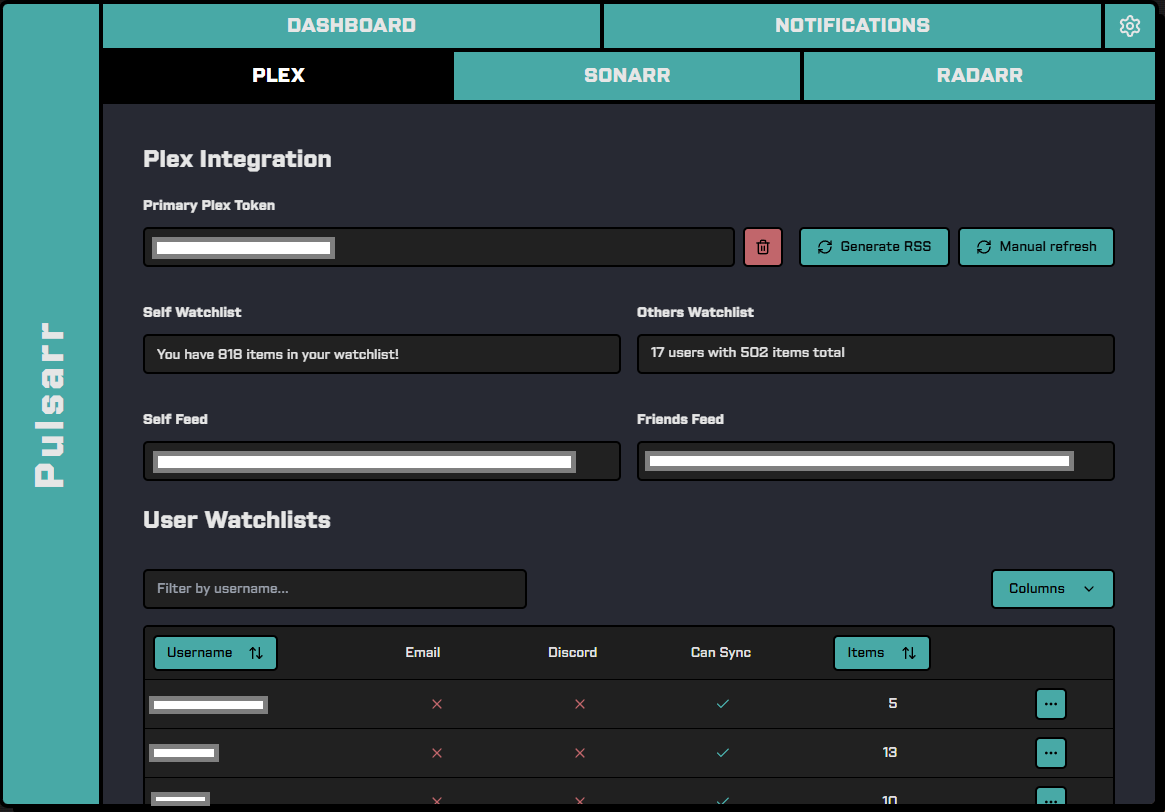 Pulsarr
DASHBOARD NOTIFICATIONS
PLEX SONARR RADARR
Plex Integration
Primary Plex Token
Generate RSS Manual refresh
Self Watchlist Others Watchlist
You have 818 items in your watchlist! 17 users with 502 items total
Self Feed Friends Feed
User Watchlists
Filter by username... Columns
Username Email Discord Can Sync Items
5
13
10